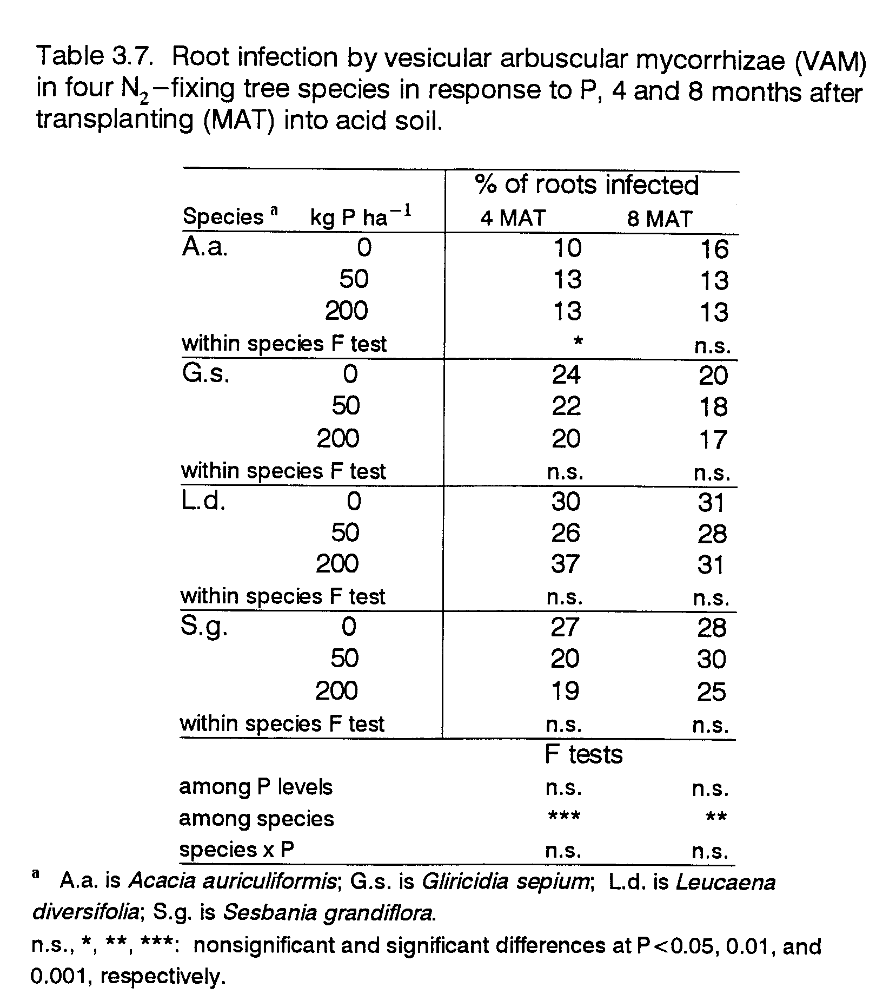 Table 3.7. Root infection by vesicular arbuscular mycorrhizae (VAM)
in four N₂−fixing tree species in response to P, 4 and 8 months after
transplanting (MAT) into acid soil.
% of roots infected
Species ᵃ kg P ha⁻¹ 4 MAT 8 MAT
A.a. 0 10 16
50 13 13
200 13 13
within species F test * n.s.
G.s. 0 24 20
50 22 18
200 20 17
within species F test n.s. n.s.
L.d. 0 30 31
50 26 28
200 37 31
within species F test n.s. n.s.
S.g. 0 27 28
50 20 30
200 19 25
within species F test n.s. n.s.
F tests
among P levels n.s. n.s.
among species *** **
species x P n.s. n.s.
ᵃ A.a. is Acacia auriculiformis; G.s. is Gliricidia sepium; L.d. is Leucaena
diversifolia; S.g. is Sesbania grandiflora.
n.s., *, **, ***: nonsignificant and significant differences at P<0.05, 0.01, and
0.001, respectively.